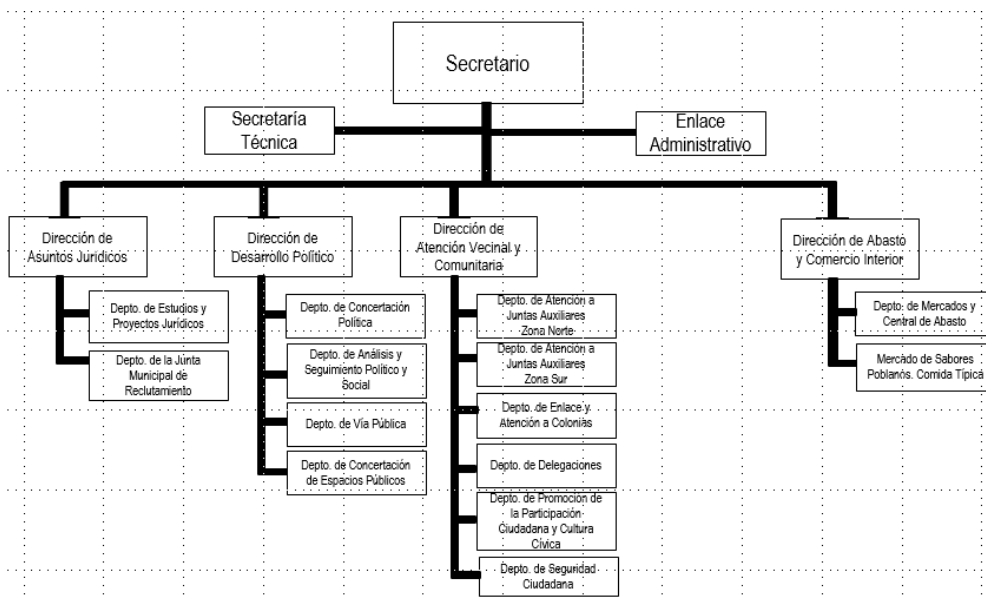 Secretario
Secretaría
Técnica
Enlace
Administrativo
Dirección de
Asuntos Jurídicos
Dirección de
Desarrollo Político
Dirección de
Atención Vecinal y
Comunitaria
Dirección de Abasto
y Comercio Interior
Depto. de Estudios y
Proyectos Jurídicos
Depto. de la Junta
Municipal de
Reclutamiento
Depto. de Concertación
Política
Depto. de Análisis y
Seguimiento Político y
Social
Depto. de Vía Pública
Depto. de Concertación
de Espacios Públicos
Depto. de Atención a
Juntas Auxiliares
Zona Norte
Depto. de Atención a
Juntas Auxiliares
Zona Sur
Depto. de Enlace y
Atención a Colonias
Depto. de Delegaciones
Depto. de Promoción de
la Participación
Ciudadana y Cultura
Cívica
Depto. de Seguridad
Ciudadana
Depto. de Mercados y
Central de Abasto
Mercado de Sabores
Poblanos. Comida Típica